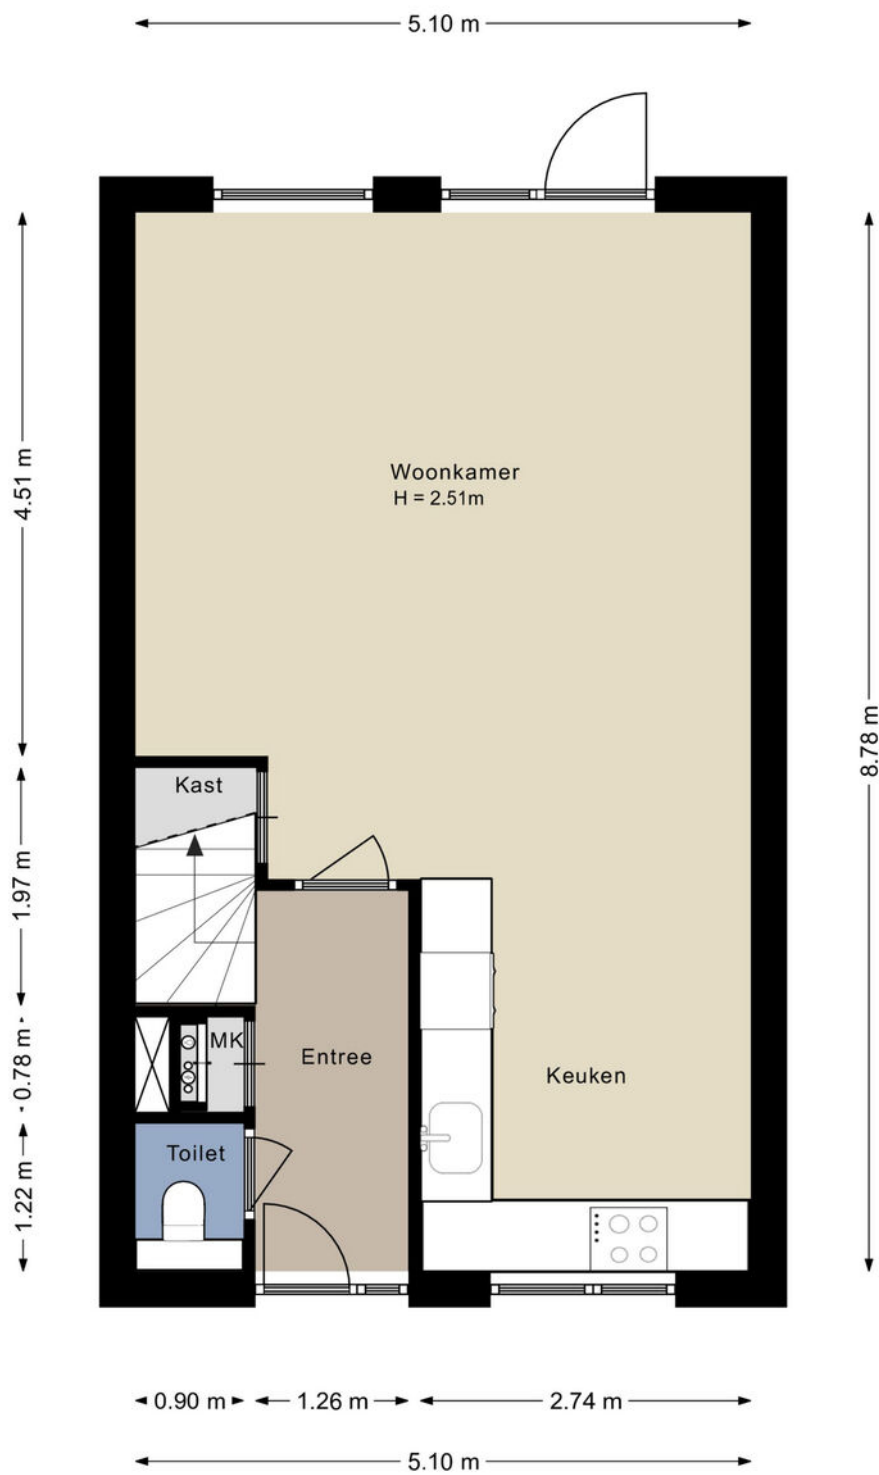 5.10 m
4.51 m
8.78 m
Woonkamer
H = 2.51m
Kast
1.97 m
MK
0.78 m
Entree
Keuken
Toilet
1.22 m
0.90 m
1.26 m
2.74 m
5.10 m